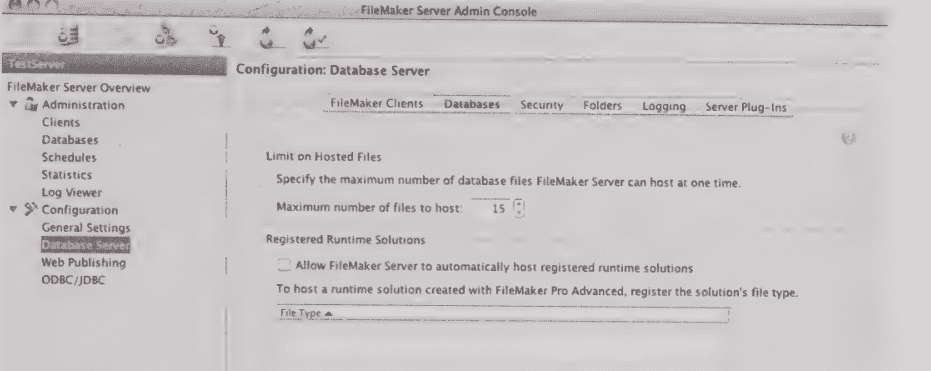 FileMaker Server Admin Console
TestServer
FileMaker Server Overview
Administration
Clients
Databases
Schedules
Statistics
Log Viewer
Configuration
General Settings
Database Server
Web Publishing
ODBC/JDBC
Configuration: Database Server
FileMaker Clients Databases Security Folders Logging Server Plug-Ins
Limit on Hosted Files
Specify the maximum number of database files FileMaker Server can host at one time.
Maximum number of files to host: 15
Registered Runtime Solutions
Allow FileMaker Server to automatically host registered runtime solutions
To host a runtime solution created with FileMaker Pro Advanced, register the solution's file type.
File Type